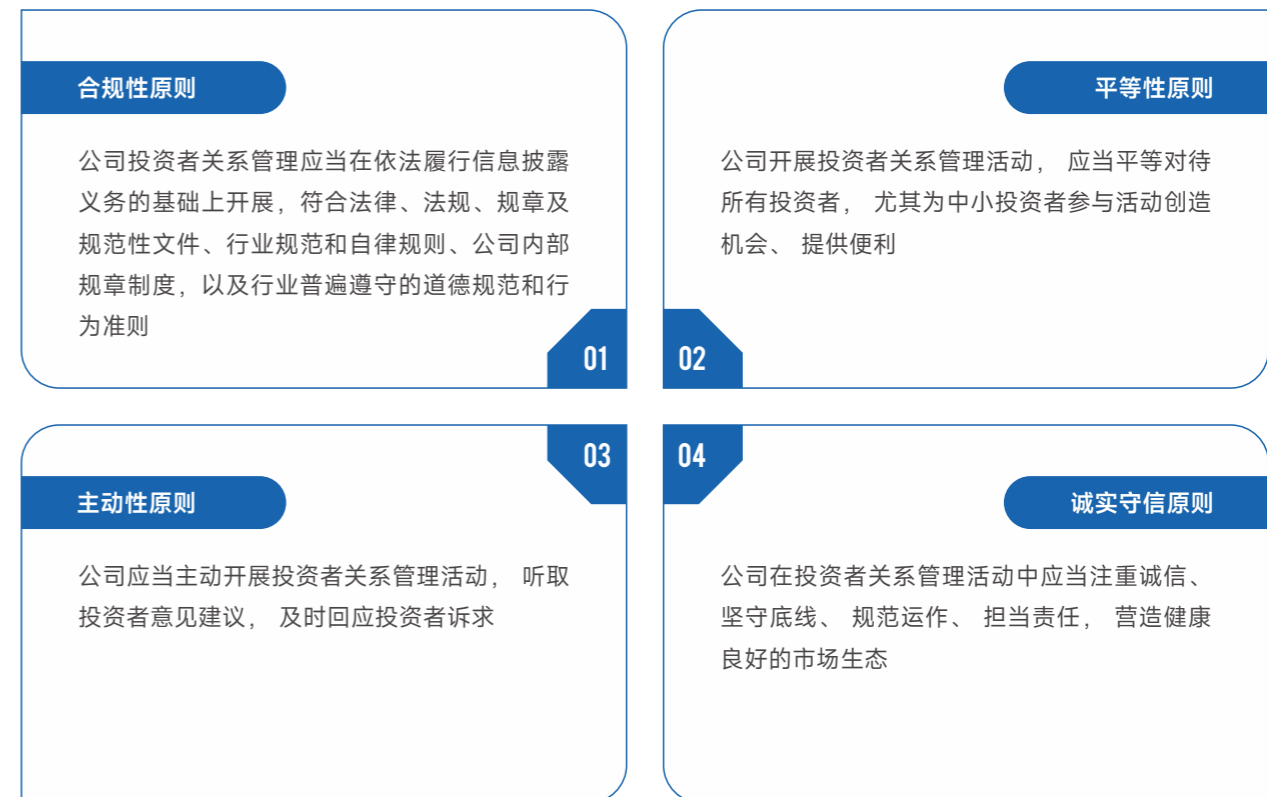 合规性原则
公司投资者关系管理应当在依法履行信息披露
义务的基础上开展，符合法律、法规、规章及
规范性文件、行业规范和自律规则、公司内部
规章制度，以及行业普遍遵守的道德规范和行
为准则
01
平等性原则
公司开展投资者关系管理活动， 应当平等对待
所有投资者， 尤其为中小投资者参与活动创造
机会、 提供便利
02
03
主动性原则
公司应当主动开展投资者关系管理活动， 听取
投资者意见建议， 及时回应投资者诉求
04
诚实守信原则
公司在投资者关系管理活动中应当注重诚信、
坚守底线、 规范运作、 担当责任， 营造健康
良好的市场生态